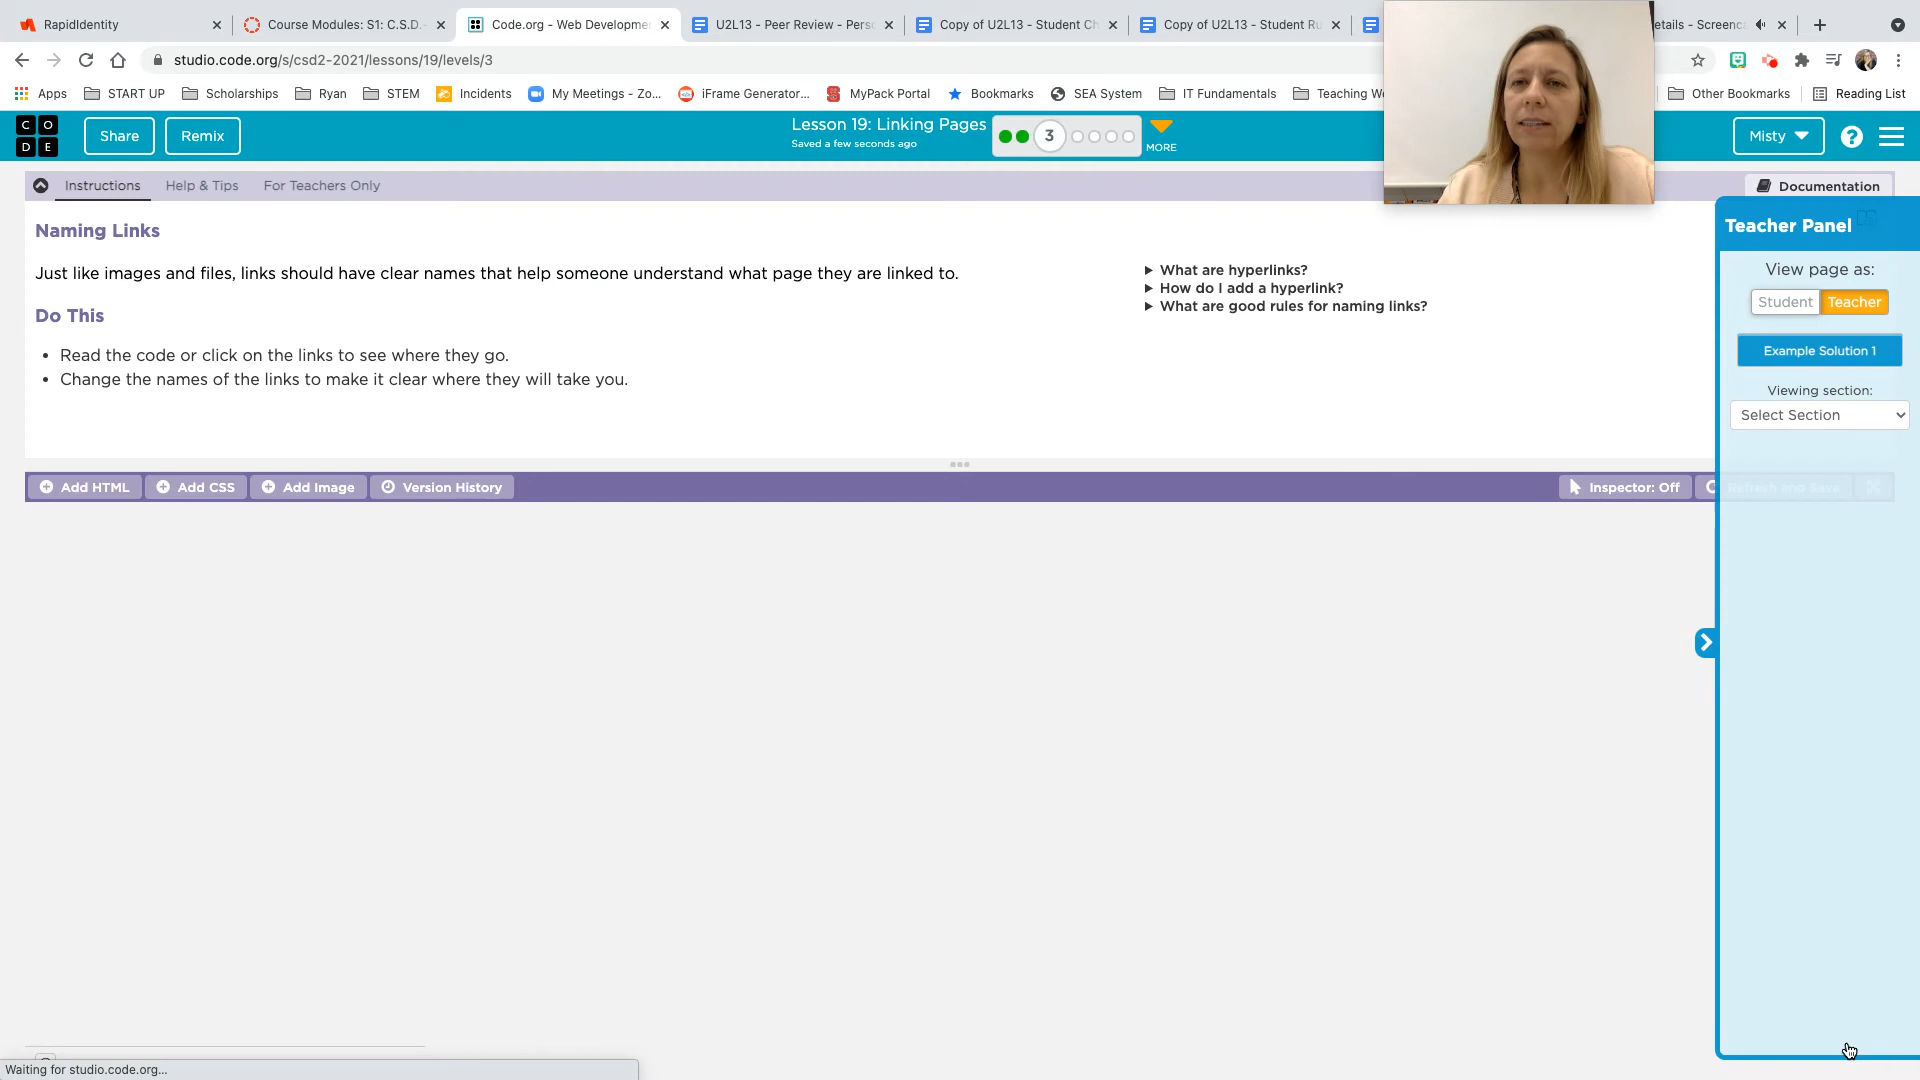 RapidIdentity
Course Modules: S1: C.S.D.-
Code.org - Web Developme
U2L13 - Peer Review - Perso
Copy of U2L13 - Student Ch
Copy of U2L13 - Student Ru
etails - Screenca
studio.code.org/s/csd2-2021/lessons/19/levels/3
Apps
START UP
Scholarships
Ryan
STEM
Incidents
My Meetings - Zo...
iFrame Generator...
MyPack Portal
Bookmarks
SEA System
IT Fundamentals
Teaching We
Other Bookmarks
Reading List
C O
D E
Share
Remix
Lesson 19: Linking Pages
Saved a few seconds ago
3
MORE
Misty
?
Instructions
Help & Tips
For Teachers Only
Documentation
Naming Links
Just like images and files, links should have clear names that help someone understand what page they are linked to.
Do This
• Read the code or click on the links to see where they go.
• Change the names of the links to make it clear where they will take you.
What are hyperlinks?
How do I add a hyperlink?
What are good rules for naming links?
Teacher Panel
View page as:
Student
Teacher
Example Solution 1
Viewing section:
Select Section
Add HTML
Add CSS
Add Image
Version History
Inspector: Off
Refresh and Save
Waiting for studio.code.org...